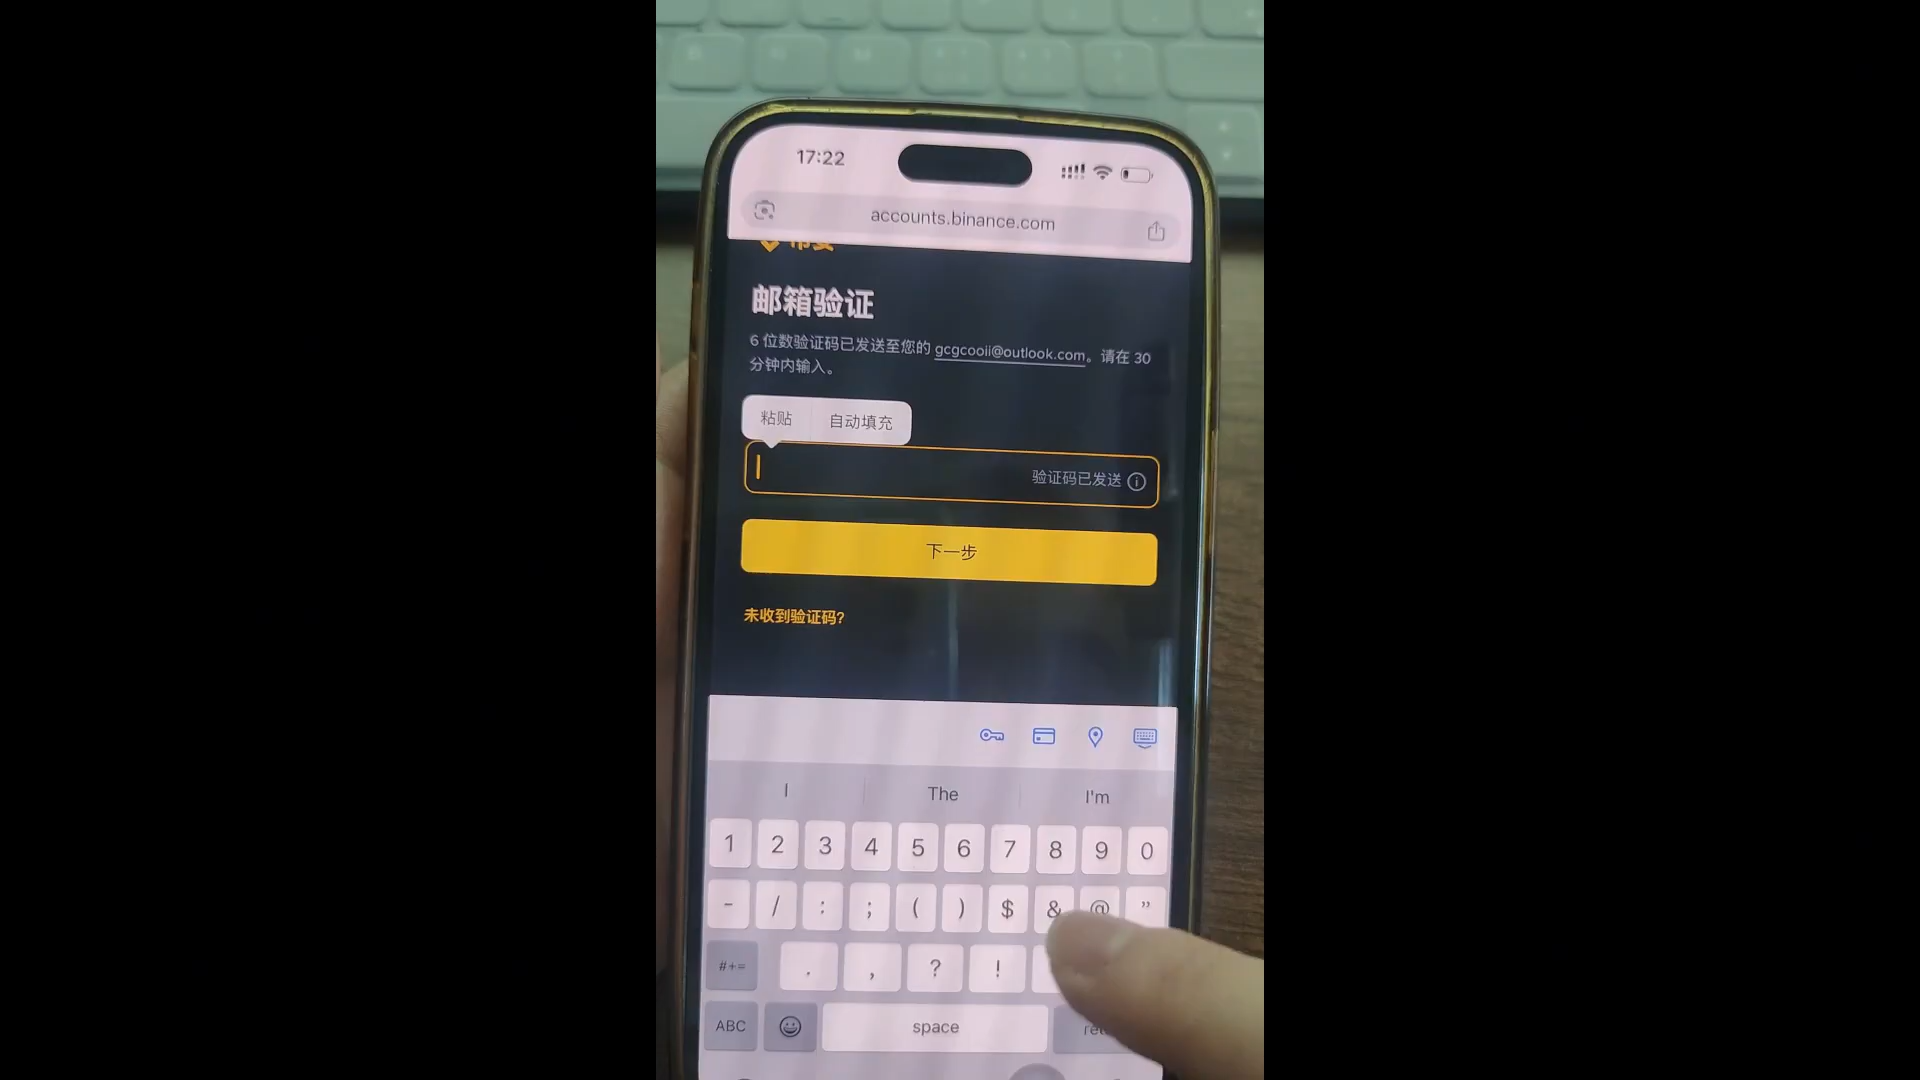 17:22
accounts.binance.com
币安
邮箱验证
6 位数验证码已发送至您的 gcgcooii@outlook.com。请在 30
分钟内输入。
粘贴 自动填充
验证码已发送
下一步
未收到验证码?
I The I'm
1 2 3 4 5 6 7 8 9 0
- / : ; ( ) $ & @ ”
#+= . , ? !
ABC space